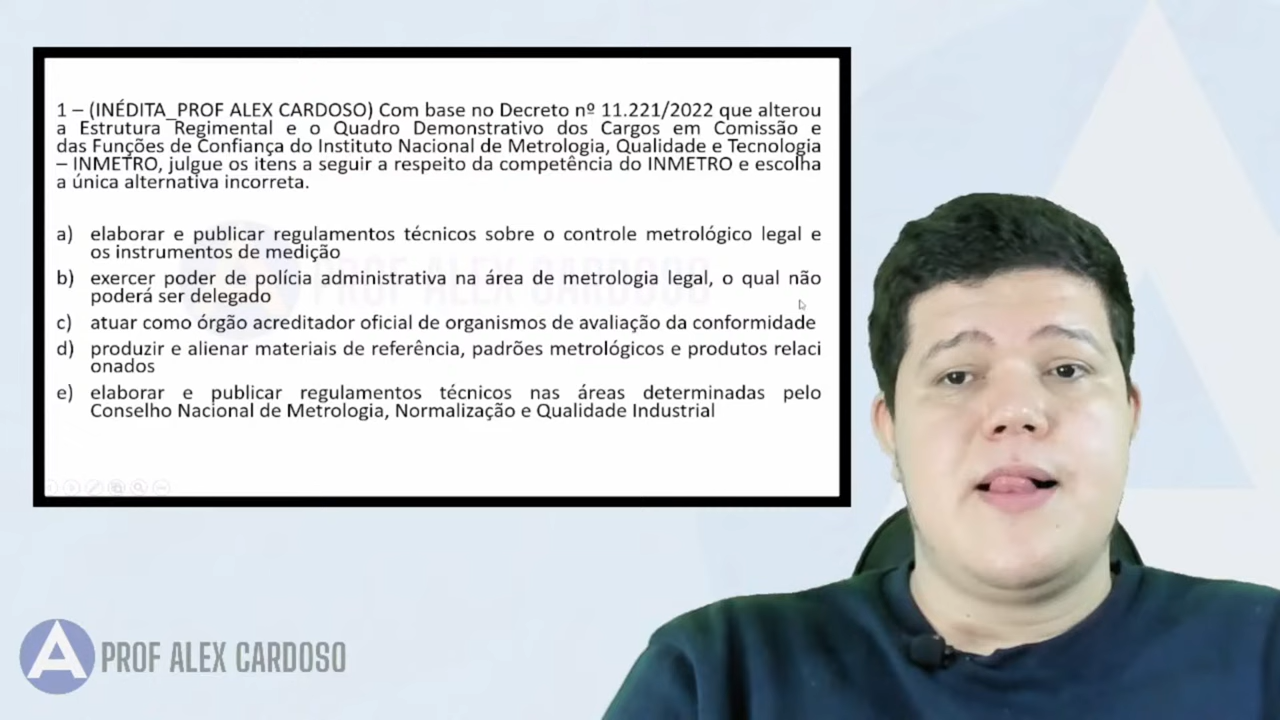 1 – (INÉDITA_PROF ALEX CARDOSO) Com base no Decreto nº 11.221/2022 que alterou
a Estrutura Regimental e o Quadro Demonstrativo dos Cargos em Comissão e
das Funções de Confiança do Instituto Nacional de Metrologia, Qualidade e Tecnologia
– INMETRO, julgue os itens a seguir a respeito da competência do INMETRO e escolha
a única alternativa incorreta.
a) elaborar e publicar regulamentos técnicos sobre o controle metrológico legal e
os instrumentos de medição
b) exercer poder de polícia administrativa na área de metrologia legal, o qual não
poderá ser delegado
c) atuar como órgão acreditador oficial de organismos de avaliação da conformidade
d) produzir e alienar materiais de referência, padrões metrológicos e produtos relaci
onados
e) elaborar e publicar regulamentos técnicos nas áreas determinadas pelo
Conselho Nacional de Metrologia, Normalização e Qualidade Industrial
PROF ALEX CARDOSO
A PROF ALEX CARDOSO